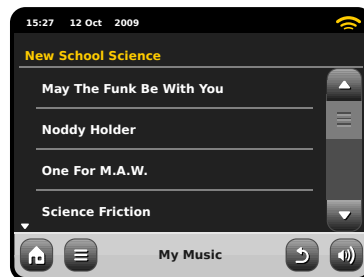 15:27 12 Oct 2009
New School Science
May The Funk Be With You
Noddy Holder
One For M.A.W.
Science Friction
My Music